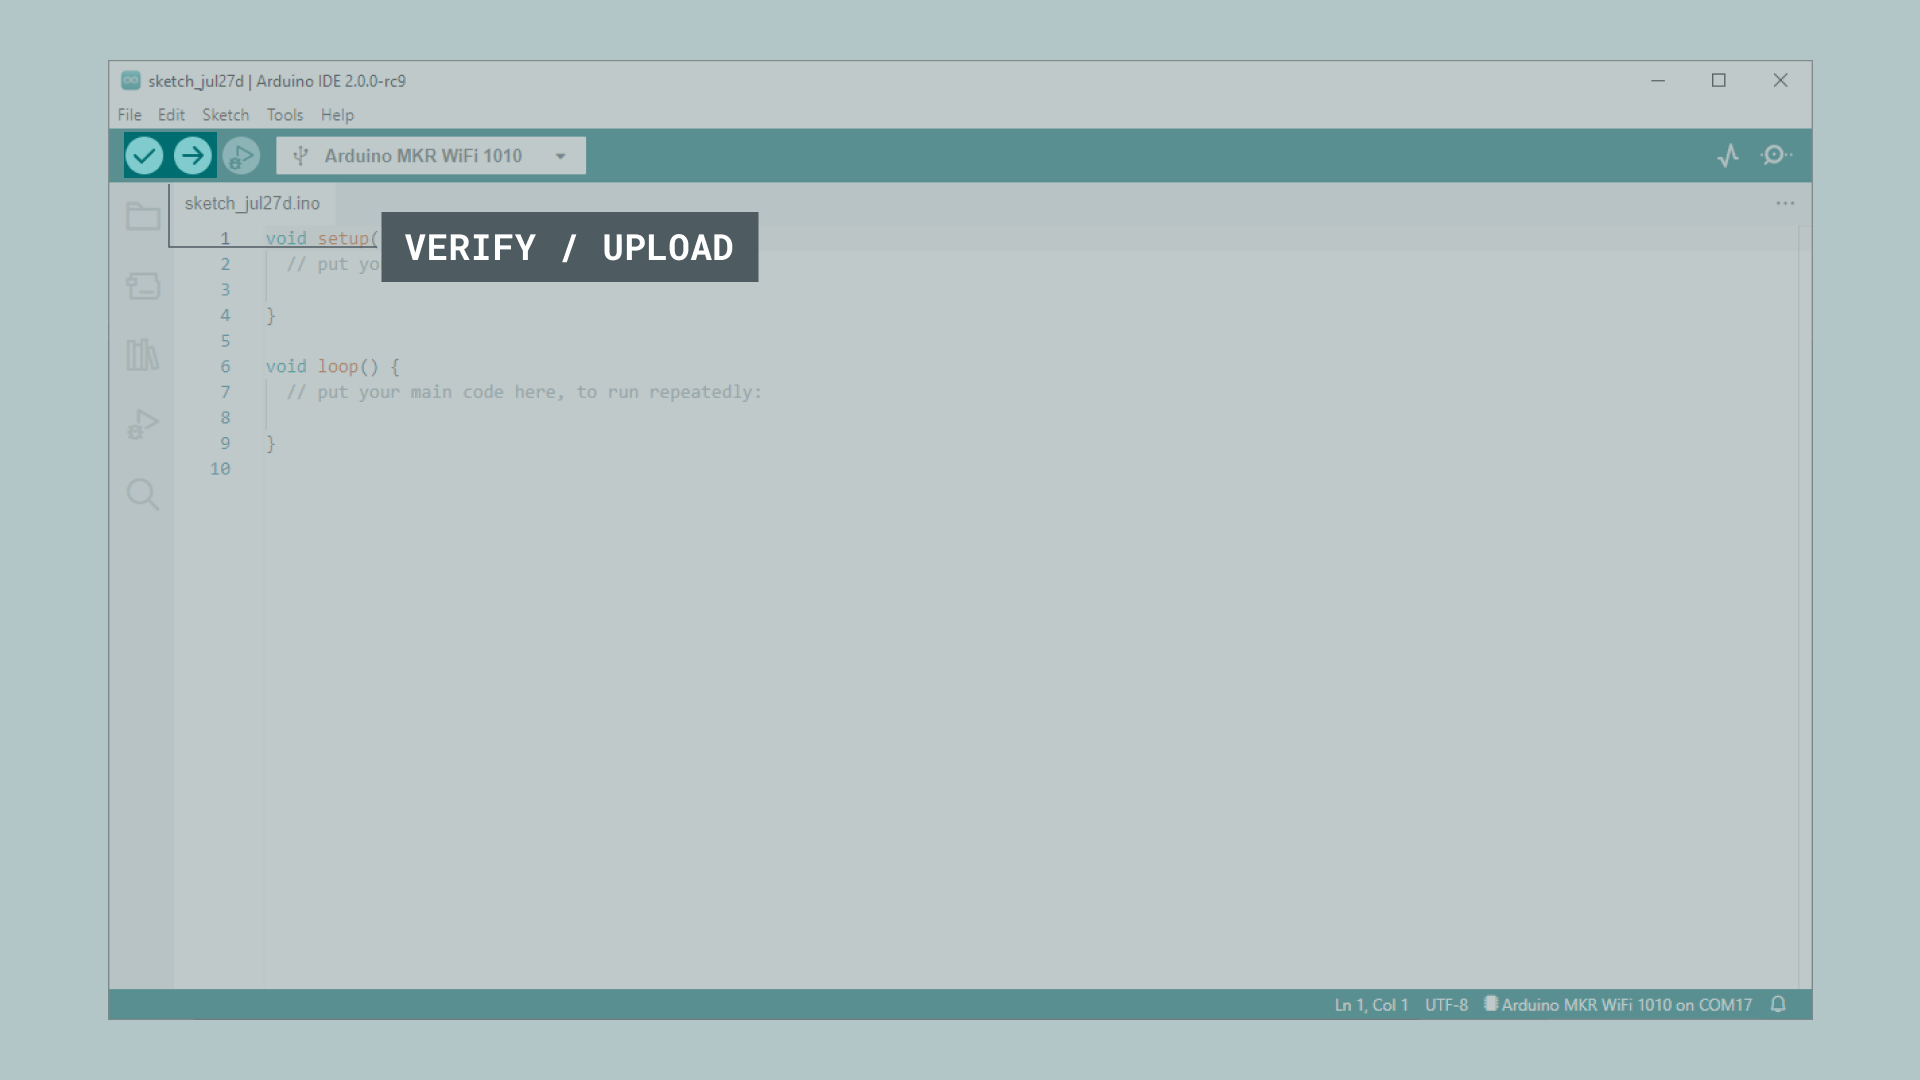 sketch_jul27d | Arduino IDE 2.0.0-rc9
File Edit Sketch Tools Help
Arduino MKR WiFi 1010
sketch_jul27d.ino
VERIFY / UPLOAD
1 void setup(
2 // put yo
3
4 }
5
6 void loop() {
7 // put your main code here, to run repeatedly:
8
9 }
10
Ln 1, Col 1 UTF-8 Arduino MKR WiFi 1010 on COM17